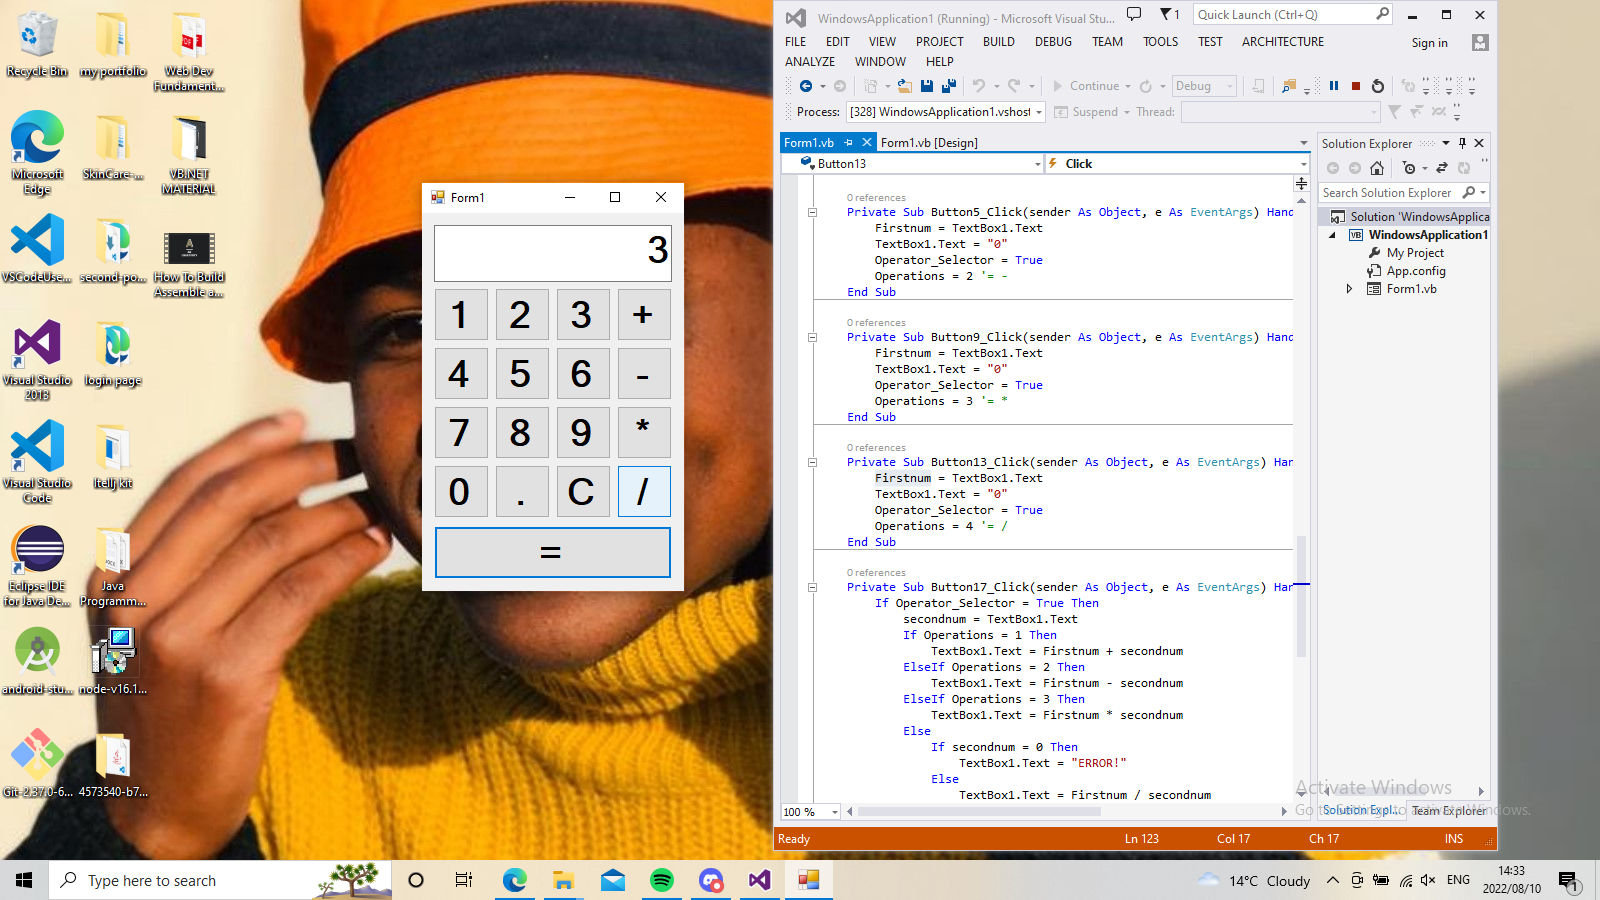 Recycle Bin
my portfolio
Web Dev
Fundament...
Microsoft
Edge
SkinCare-...
VB.NET
MATERIAL
VSCodeUse...
second-po...
How To Build
Assemble a...
Visual Studio
2013
login page
Visual Studio
Code
Itellj kit
Eclipse IDE
for Java De...
Java
Programm...
android-stu...
node-v16.1...
Git-2.37.0-6...
4573540-b7...
Form1
3
1 2 3 +
4 5 6 -
7 8 9 *
0 . C /
=
WindowsApplication1 (Running) - Microsoft Visual Stu...
1
Quick Launch (Ctrl+Q)
FILE EDIT VIEW PROJECT BUILD DEBUG TEAM TOOLS TEST ARCHITECTURE
Sign in
ANALYZE WINDOW HELP
Continue
Debug
Process: [328] WindowsApplication1.vshost
Suspend
Thread:
Form1.vb
Form1.vb [Design]
Button13
Click
0 references
Private Sub Button5_Click(sender As Object, e As EventArgs) Hand
Firstnum = TextBox1.Text
TextBox1.Text = "0"
Operator_Selector = True
Operations = 2 '= -
End Sub
0 references
Private Sub Button9_Click(sender As Object, e As EventArgs) Hand
Firstnum = TextBox1.Text
TextBox1.Text = "0"
Operator_Selector = True
Operations = 3 '= *
End Sub
0 references
Private Sub Button13_Click(sender As Object, e As EventArgs) Han
Firstnum = TextBox1.Text
TextBox1.Text = "0"
Operator_Selector = True
Operations = 4 '= /
End Sub
0 references
Private Sub Button17_Click(sender As Object, e As EventArgs) Han
If Operator_Selector = True Then
secondnum = TextBox1.Text
If Operations = 1 Then
TextBox1.Text = Firstnum + secondnum
ElseIf Operations = 2 Then
TextBox1.Text = Firstnum - secondnum
ElseIf Operations = 3 Then
TextBox1.Text = Firstnum * secondnum
Else
If secondnum = 0 Then
TextBox1.Text = "ERROR!"
Else
TextBox1.Text = Firstnum / secondnum
100 %
Solution Explorer
Search Solution Explorer
Solution 'WindowsApplica
WindowsApplication1
My Project
App.config
Form1.vb
Solution Expl...
Team Explorer
Activate Windows
Go to Settings to activate Windows.
Ready
Ln 123
Col 17
Ch 17
INS
Type here to search
14°C Cloudy
ENG
14:33
2022/08/10
1